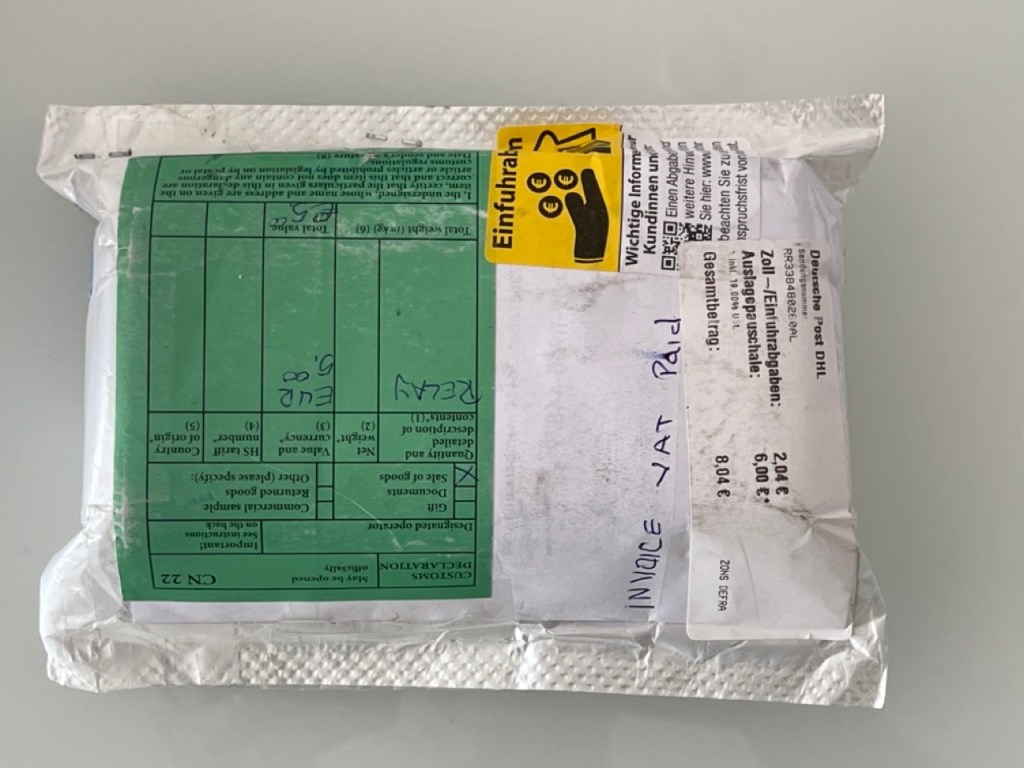 CUSTOMS
DECLARATION
May be opened
officially
CN 22
Designated operator
Important!
See instructions
on the back
Gift
Documents
X Sale of goods
Commercial sample
Returned goods
Other (please specify):
Quantity and
detailed
description of
contents (1)
Net
weight
(2)
Value and
currency
(3)
HS tariff
number
(4)
Country
of origin
(5)
RELAY
EUR
5.00
Total weight (in kg) (6)
Total value
I, the undersigned, whose name and address are given on the
item, certify that the particulars given in this declaration are
correct and that this item does not contain any dangerous
article or articles prohibited by legislation or by postal or
customs regulations
Date and sender's signature (8)
Einfuhrab
Wichtige Inform
Kundinnen un
Einen Abgab
weitere Hinw
Sie hier: www
beachten Sie zu
spruchsfrist vor
INVOICE VAT PAID
Deutsche Post DHL
Sendungsnummer:
Zoll-/Einfuhrabgaben: 2,04 €
Auslagepauschale: 6,00 €*
*inkl. 19,00% USt.
Gesamtbetrag: 8,04 €
ZONS DEFRA